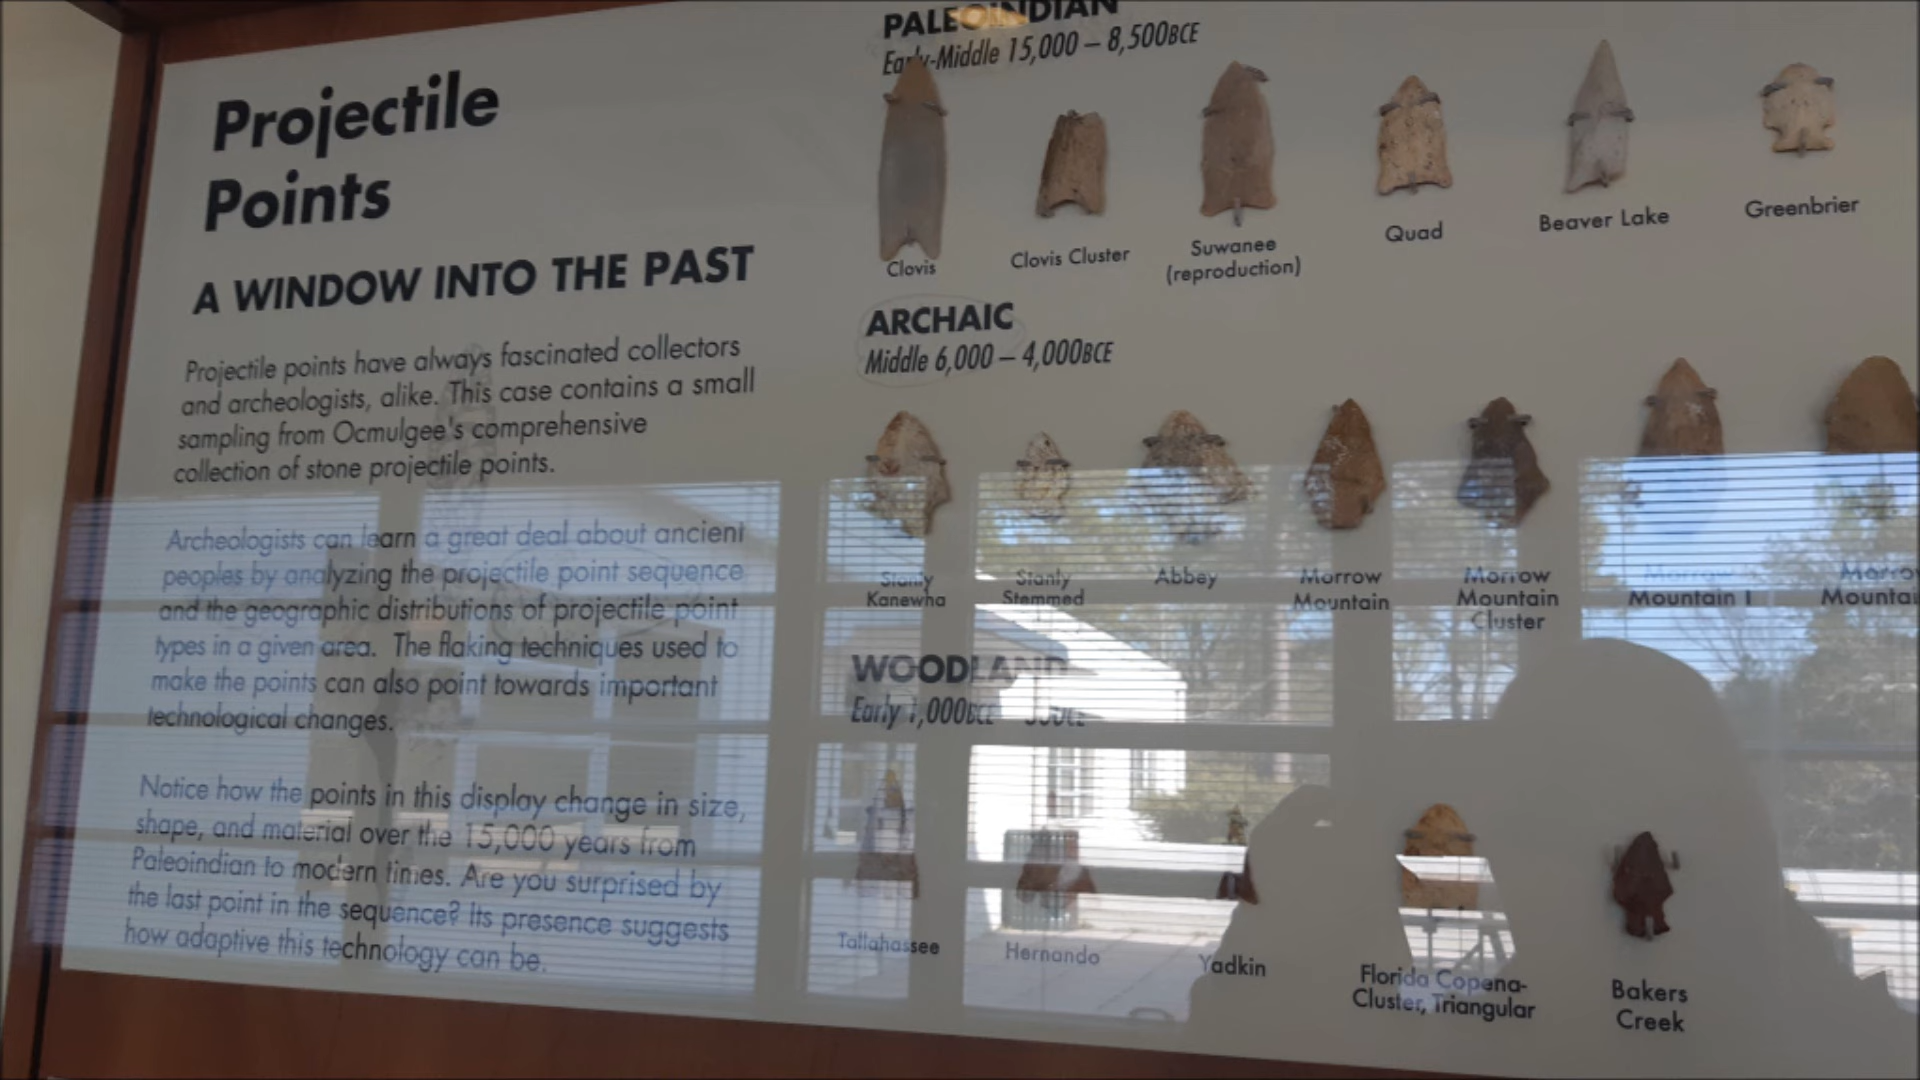 Projectile
Points
A WINDOW INTO THE PAST
Projectile points have always fascinated collectors
and archeologists, alike. This case contains a small
sampling from Ocmulgee's comprehensive
collection of stone projectile points.
Archeologists can learn a great deal about ancient
peoples by analyzing the projectile point sequence
and the geographic distributions of projectile point
types in a given area. The flaking techniques used to
make the points can also point towards important
technological changes.
Notice how the points in this display change in size,
shape, and material over the 15,000 years from
Paleoindian to modern times. Are you surprised by
the last point in the sequence? Its presence suggests
how adaptive this technology can be.
PALEOINDIAN
Early-Middle 15,000 – 8,500BCE
Clovis
Clovis Cluster
Suwanee
(reproduction)
Quad
Beaver Lake
Greenbrier
ARCHAIC
Middle 6,000 – 4,000BCE
Stanly
Kanewha
Stanly
Stemmed
Abbey
Morrow
Mountain
Morrow
Mountain
Cluster
Morrow
Mountain I
WOODLAND
Early 1,000BCE
Tallahassee
Hernando
Yadkin
Florida Copena-
Cluster, Triangular
Bakers
Creek